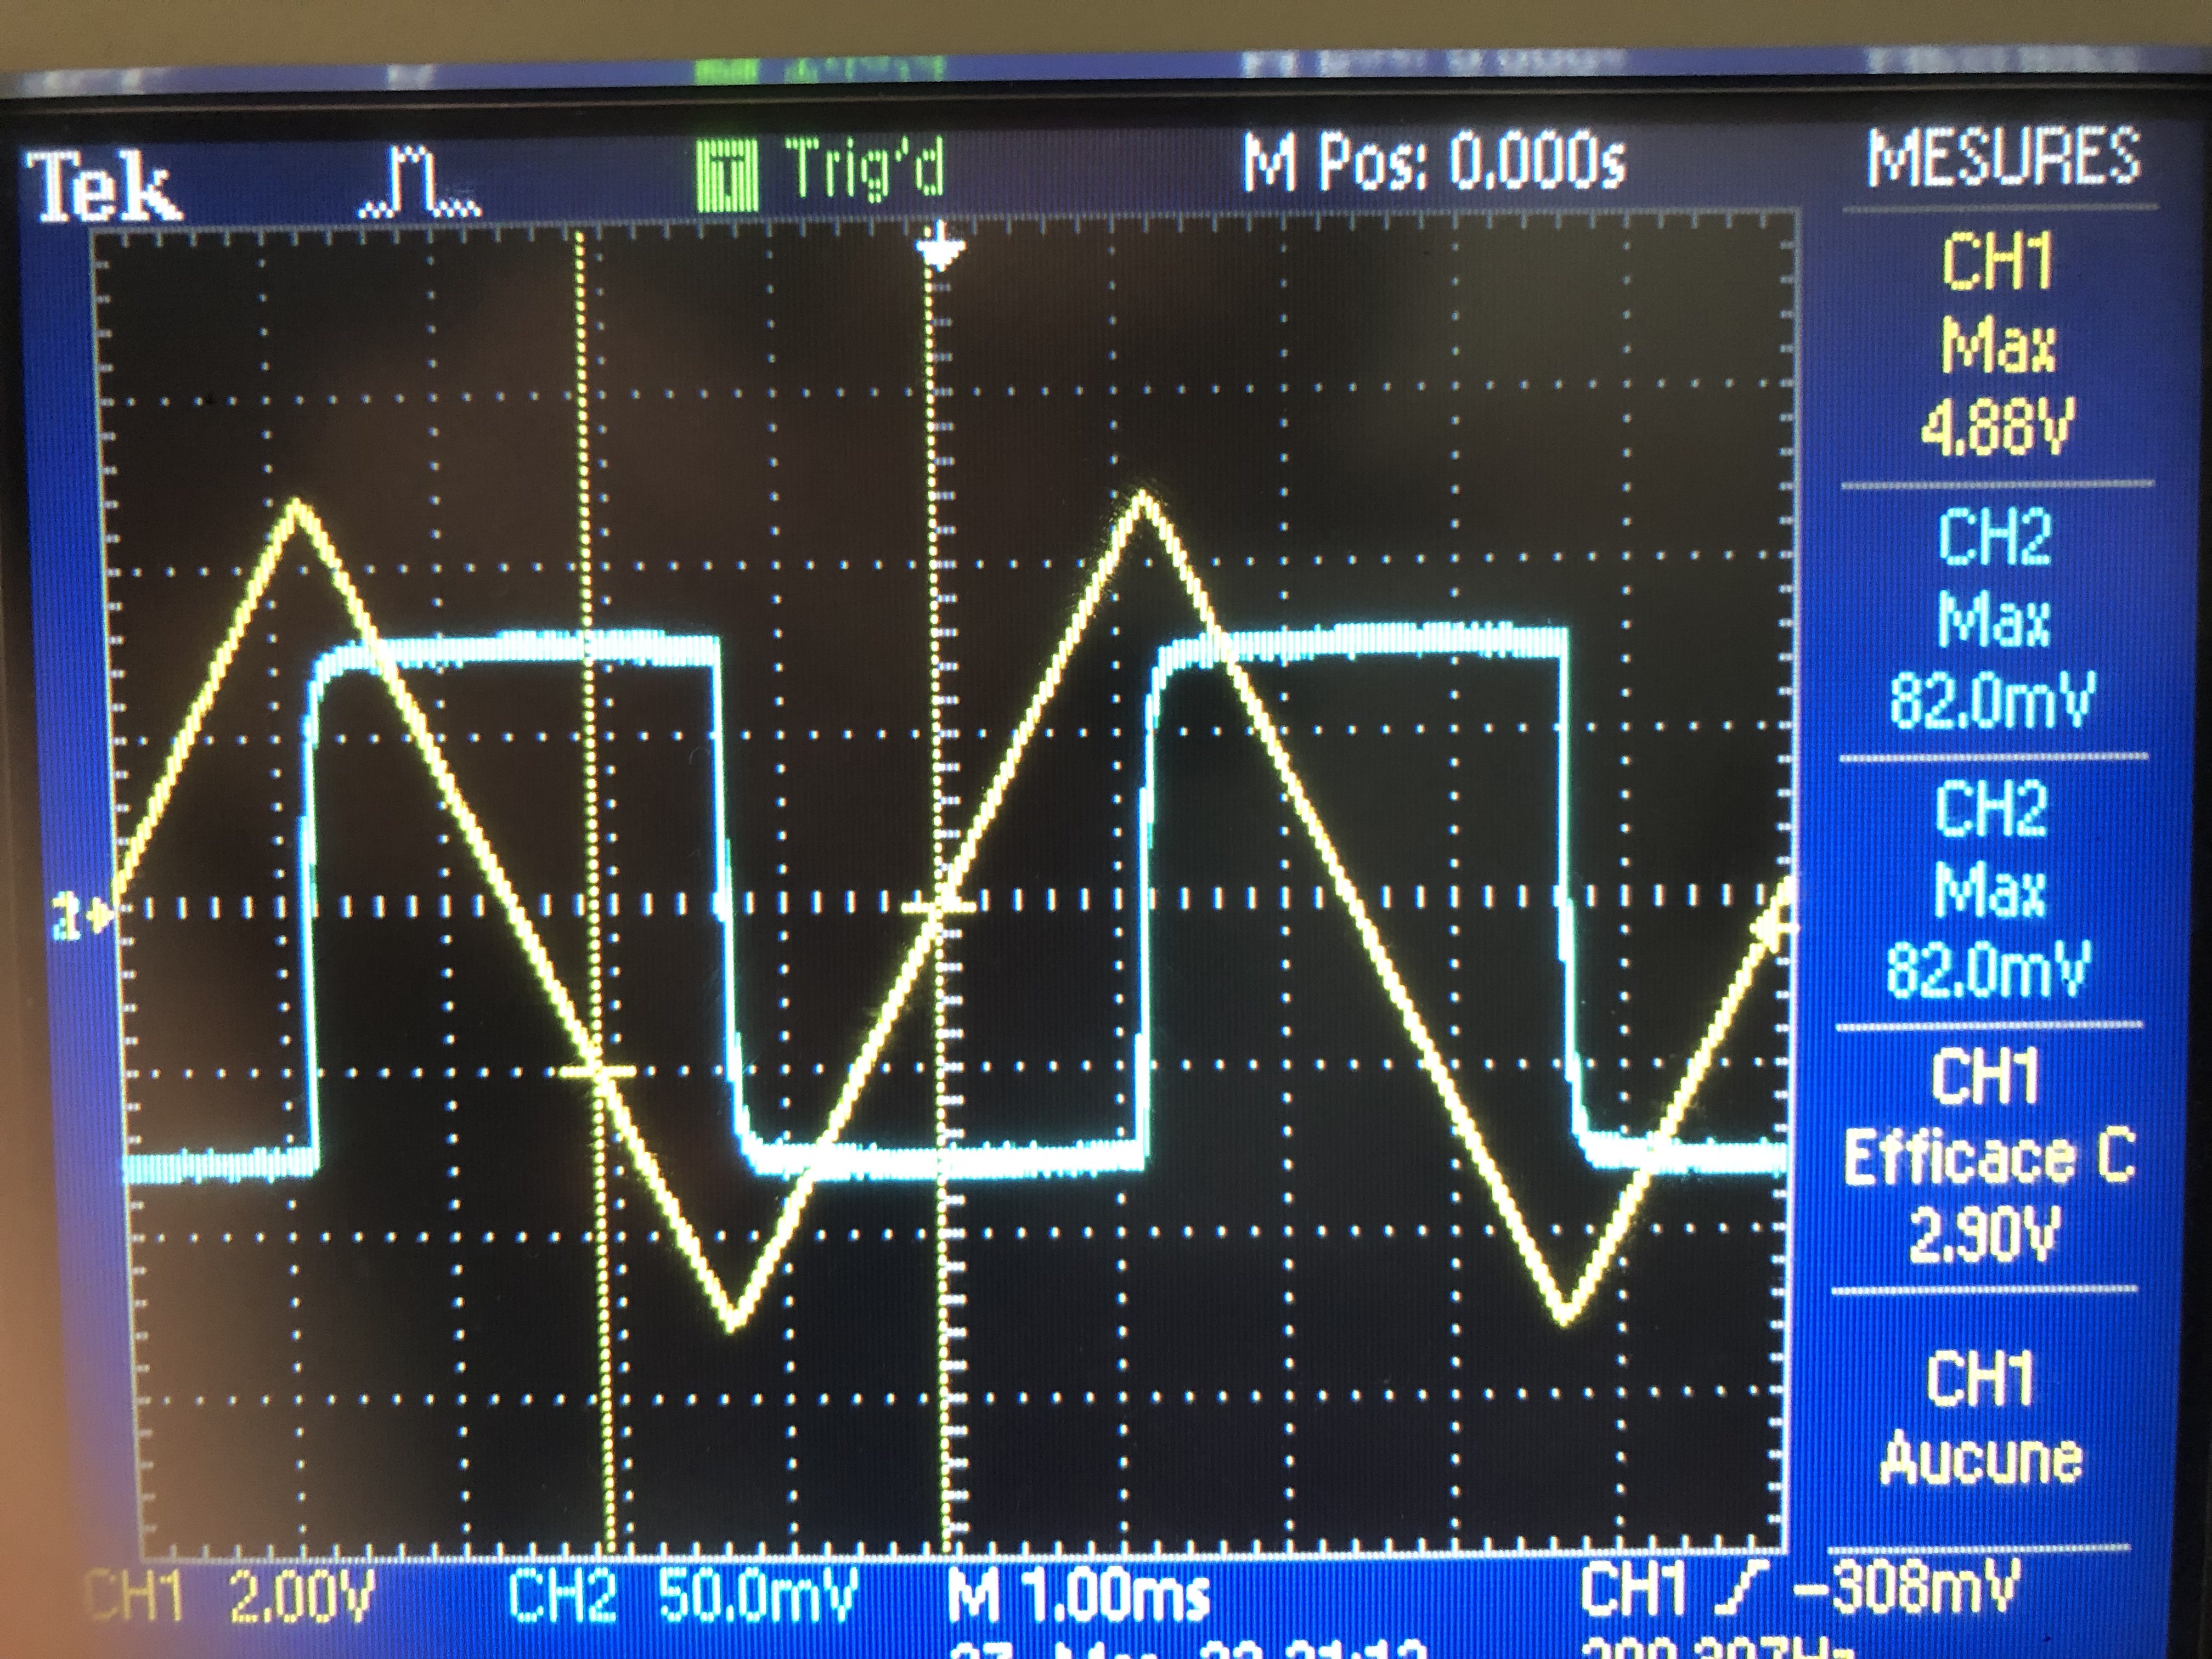 Tek Trig'd M Pos: 0.000s MESURES
CH1
Max
4.88V
CH2
Max
82.0mV
CH2
Max
82.0mV
CH1
Efficace C
2.90V
CH1
Aucune
CH1 2.00V CH2 50.0mV M 1.00ms CH1 -308mV